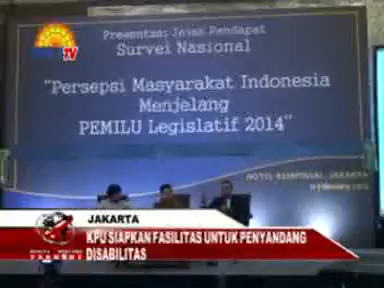 TV
Presentasi Jajak Pendapat
Survei Nasional
"Persepsi Masyarakat Indonesia
Menjelang
PEMILU Legislatif 2014"
HOTEL KEMPINSKI, JAKARTA
JAKARTA
KPU SIAPKAN FASILITAS UNTUK PENYANDANG
DISABILITAS